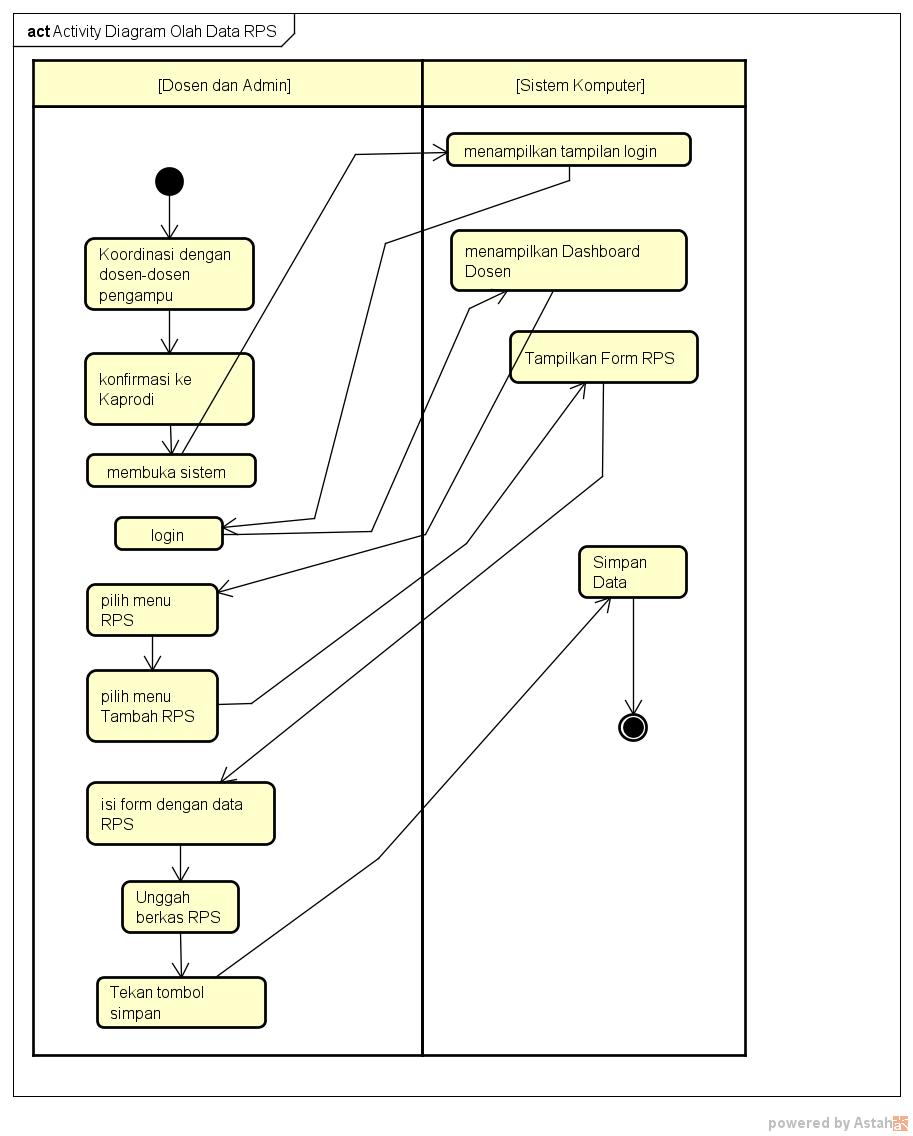 act Activity Diagram Olah Data RPS
[Dosen dan Admin]
[Sistem Komputer]
menampilkan tampilan login
Koordinasi dengan
dosen-dosen
pengampu
menampilkan Dashboard
Dosen
konfirmasi ke
Kaprodi
Tampilkan Form RPS
membuka sistem
login
Simpan
Data
pilih menu
RPS
pilih menu
Tambah RPS
isi form dengan data
RPS
Unggah
berkas RPS
Tekan tombol
simpan
powered by Astah